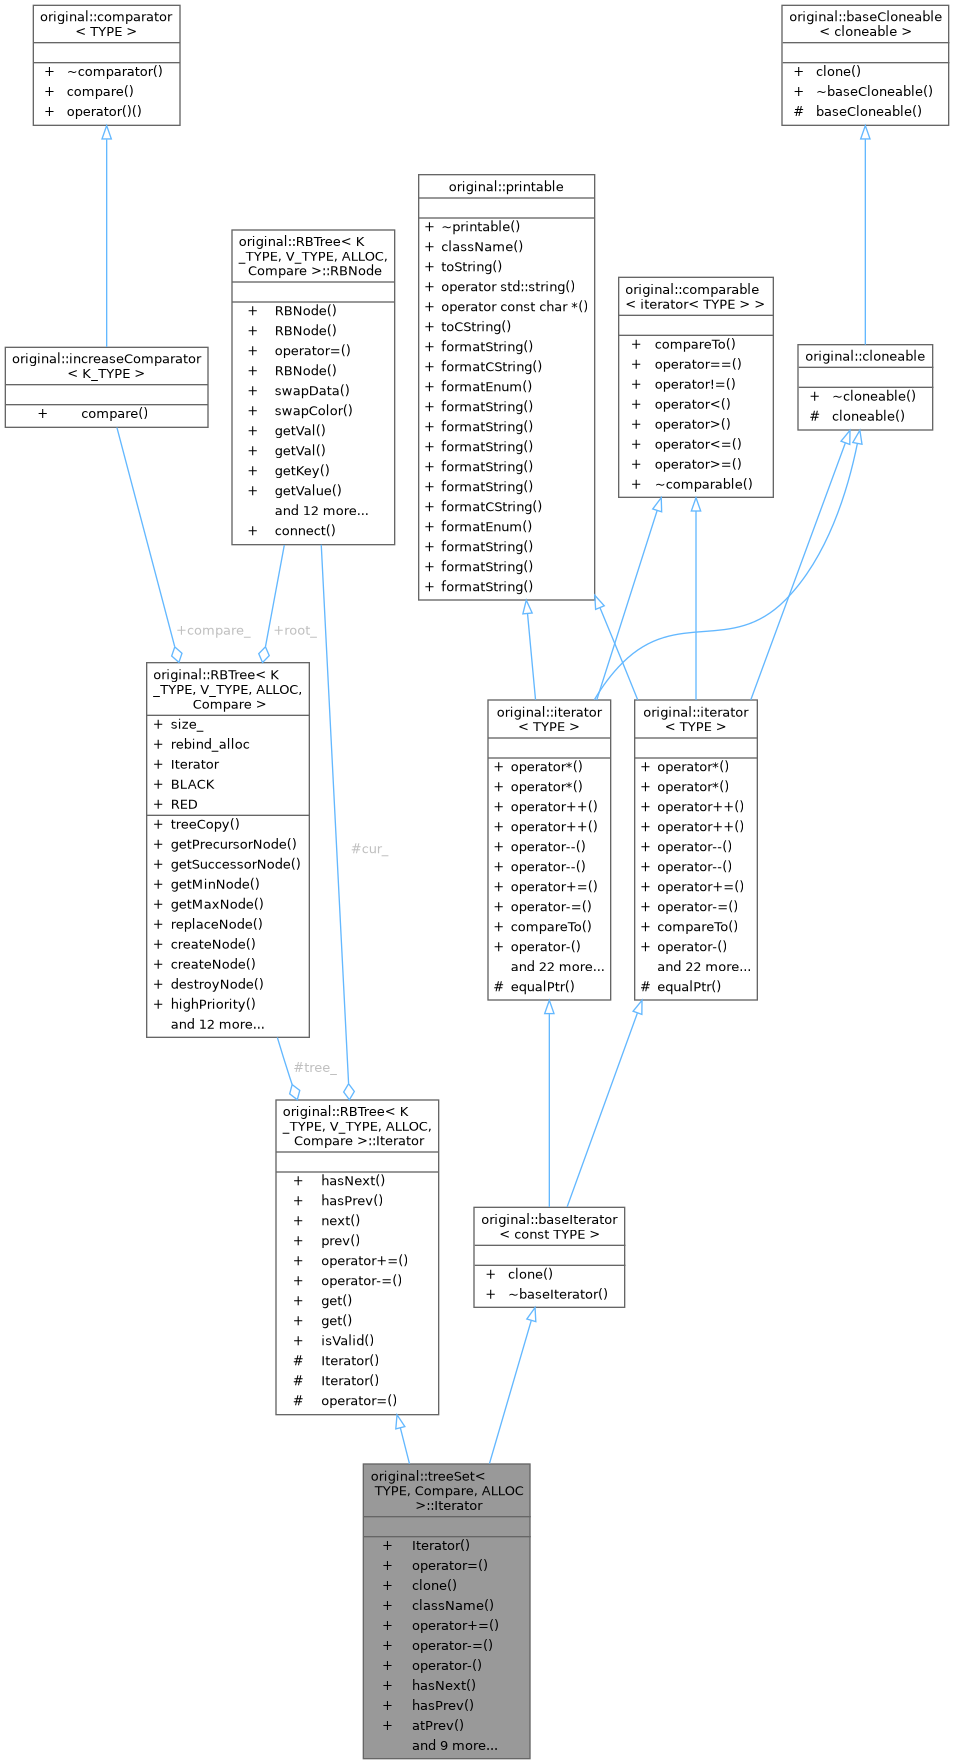 original::comparator
< TYPE >
+ ~comparator()
+ compare()
+ operator()()
original::baseCloneable
< cloneable >
+ clone()
+ ~baseCloneable()
# baseCloneable()
original::printable
+ ~printable()
+ className()
+ toString()
+ operator std::string()
+ operator const char *()
+ toCString()
+ formatString()
+ formatCString()
+ formatEnum()
+ formatString()
+ formatString()
+ formatString()
+ formatString()
+ formatString()
+ formatCString()
+ formatEnum()
+ formatString()
+ formatString()
+ formatString()
original::RBTree< K
_TYPE, V_TYPE, ALLOC,
Compare >::RBNode
+ RBNode()
+ RBNode()
+ operator=()
+ RBNode()
+ swapData()
+ swapColor()
+ getVal()
+ getVal()
+ getKey()
+ getValue()
and 12 more...
+ connect()
original::comparable
< iterator< TYPE > >
+ compareTo()
+ operator==()
+ operator!=()
+ operator<()
+ operator>()
+ operator<=()
+ operator>=()
+ ~comparable()
original::increaseComparator
< K_TYPE >
+ compare()
original::cloneable
+ ~cloneable()
# cloneable()
+compare_
+root_
original::RBTree< K
_TYPE, V_TYPE, ALLOC,
Compare >
+ size_
+ rebind_alloc
+ Iterator
+ BLACK
+ RED
+ treeCopy()
+ getPrecursorNode()
+ getSuccessorNode()
+ getMinNode()
+ getMaxNode()
+ replaceNode()
+ createNode()
+ createNode()
+ destroyNode()
+ highPriority()
and 12 more...
#cur_
original::iterator
< TYPE >
+ operator*()
+ operator*()
+ operator++()
+ operator++()
+ operator--()
+ operator--()
+ operator+=()
+ operator-=()
+ compareTo()
+ operator-()
and 22 more...
# equalPtr()
original::iterator
< TYPE >
+ operator*()
+ operator*()
+ operator++()
+ operator++()
+ operator--()
+ operator--()
+ operator+=()
+ operator-=()
+ compareTo()
+ operator-()
and 22 more...
# equalPtr()
#tree_
original::RBTree< K
_TYPE, V_TYPE, ALLOC,
Compare >::Iterator
+ hasNext()
+ hasPrev()
+ next()
+ prev()
+ operator+=()
+ operator-=()
+ get()
+ get()
+ isValid()
# Iterator()
# Iterator()
# operator=()
original::baseIterator
< const TYPE >
+ clone()
+ ~baseIterator()
original::treeSet<
TYPE, Compare, ALLOC
>::Iterator
+ Iterator()
+ operator=()
+ clone()
+ className()
+ operator+=()
+ operator-=()
+ operator-()
+ hasNext()
+ hasPrev()
+ atPrev()
and 9 more...